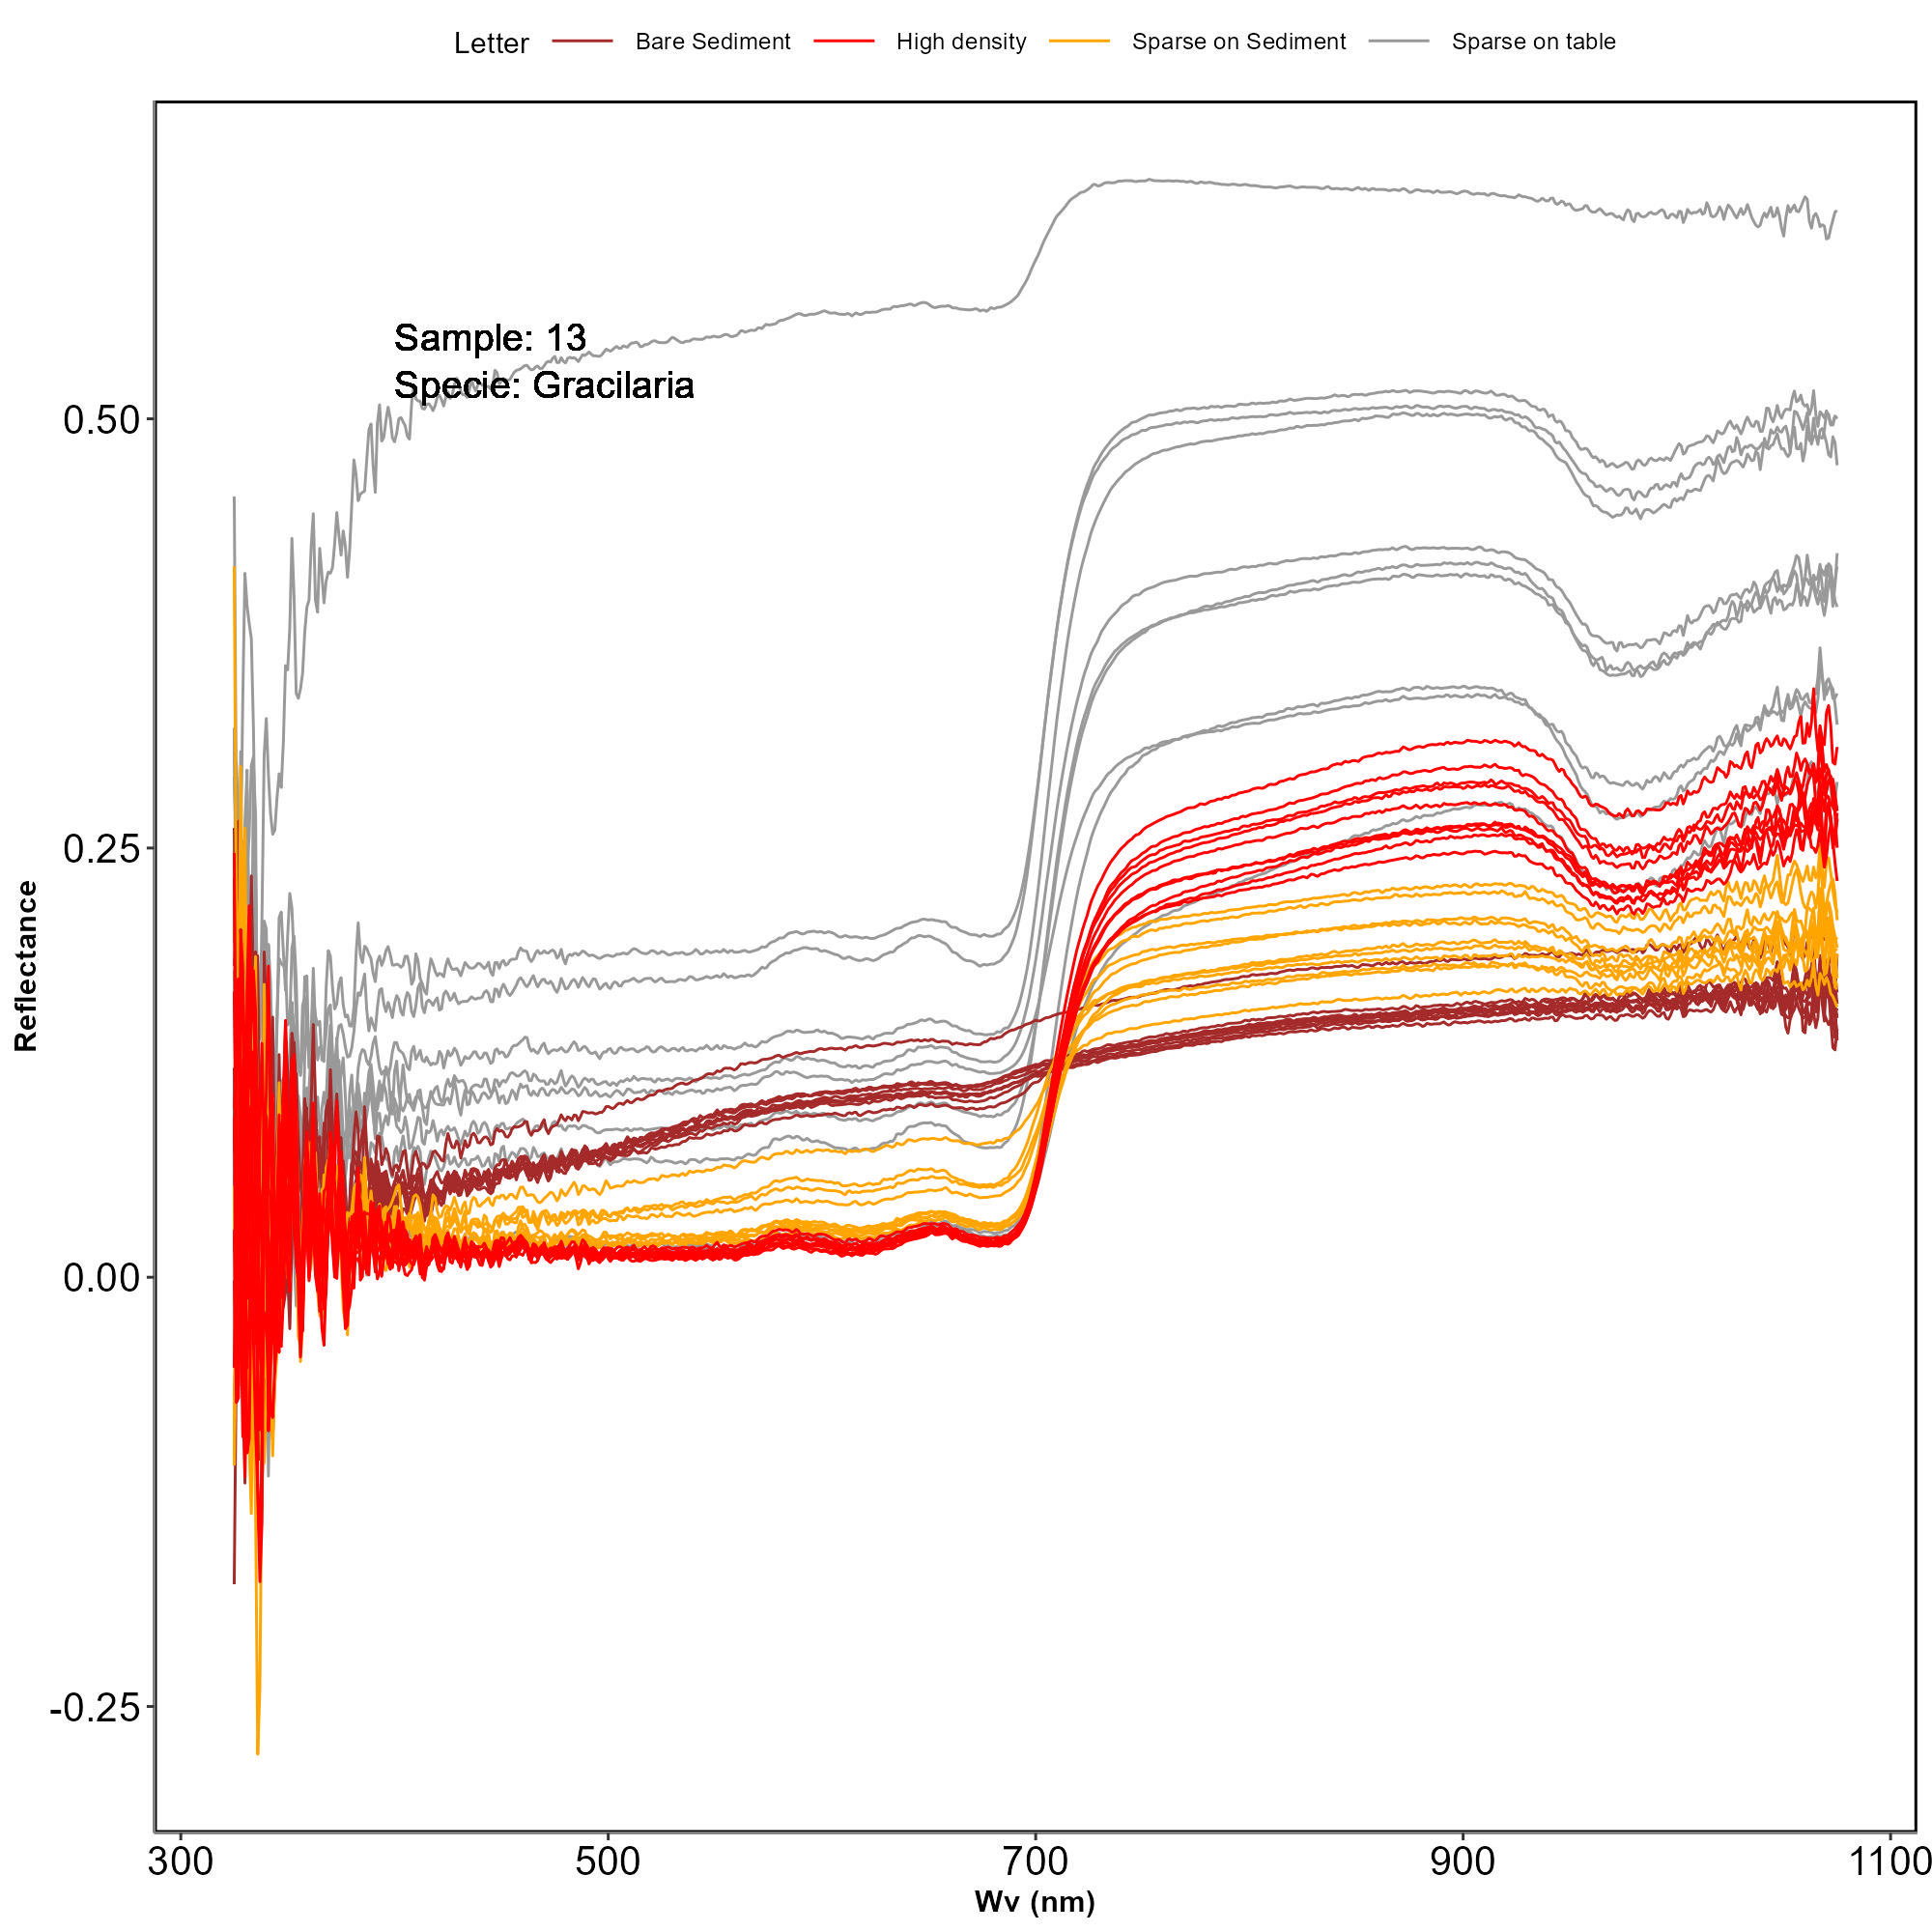 Letter Bare Sediment High density Sparse on Sediment Sparse on table
Sample: 13
Specie: Gracilaria
0.50
0.25
0.00
-0.25
Reflectance
300 500 700 900 1100
Wv (nm)